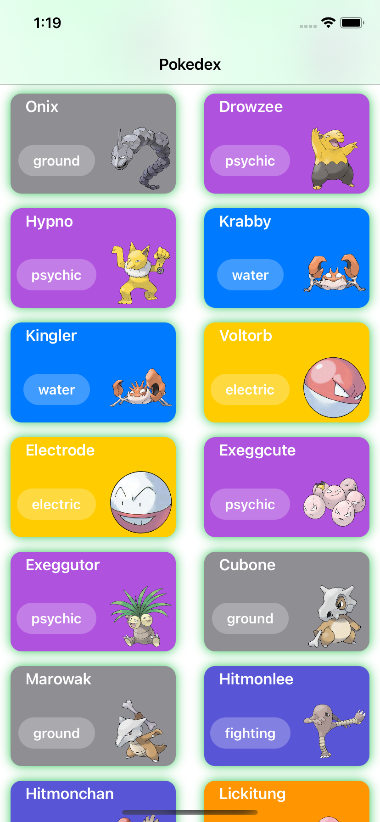 1:19
Pokedex
Onix
ground
Drowzee
psychic
Hypno
psychic
Krabby
water
Kingler
water
Voltorb
electric
Electrode
electric
Exeggcute
psychic
Exeggutor
psychic
Cubone
ground
Marowak
ground
Hitmonlee
fighting
Hitmonchan
Lickitung